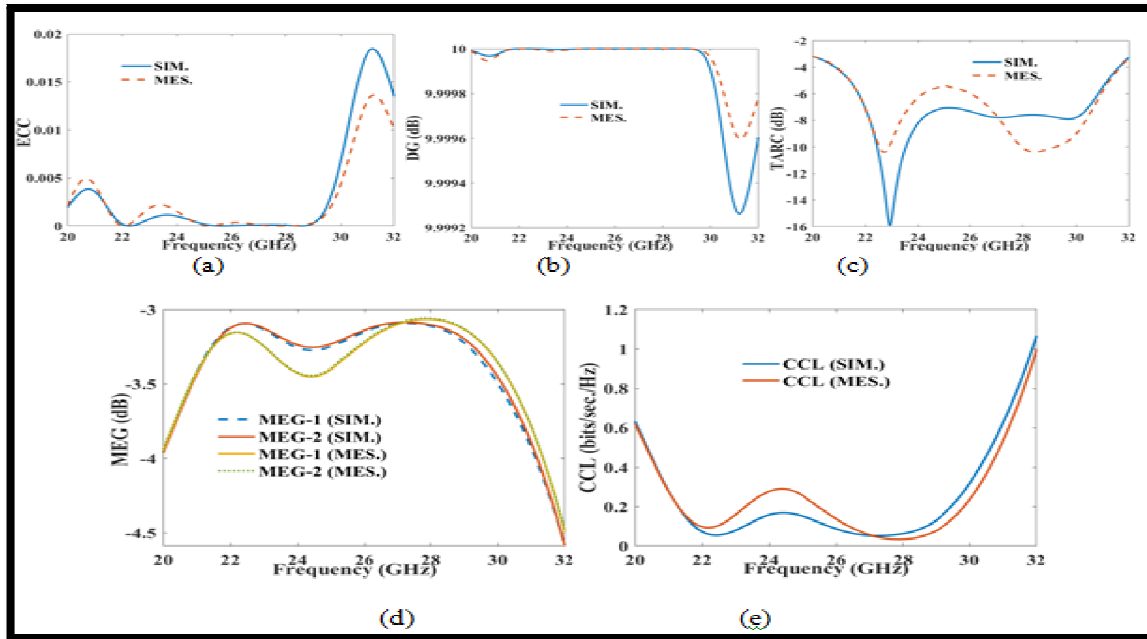 0.02
0.015
0.01
0.005
0
ECC
SIM.
MES.
20 22 24 26 28 30 32
Frequency (GHz)
(a)
10
9.9998
9.9996
9.9994
9.9992
DG (dB)
SIM.
MES.
20 22 24 26 28 30 32
Frequency (GHz)
(b)
-2
-4
-6
-8
-10
-12
-14
-16
TARC (dB)
SIM.
MES.
20 22 24 26 28 30 32
Frequency (GHz)
(c)
-3
-3.5
-4
-4.5
MEG (dB)
MEG-1 (SIM.)
MEG-2 (SIM.)
MEG-1 (MES.)
MEG-2 (MES.)
20 22 24 26 28 30 32
Frequency (GHz)
(d)
1.2
1
0.8
0.6
0.4
0.2
0
CCL (bits/sec./Hz)
CCL (SIM.)
CCL (MES.)
20 22 24 26 28 30 32
Frequency (GHz)
(e)